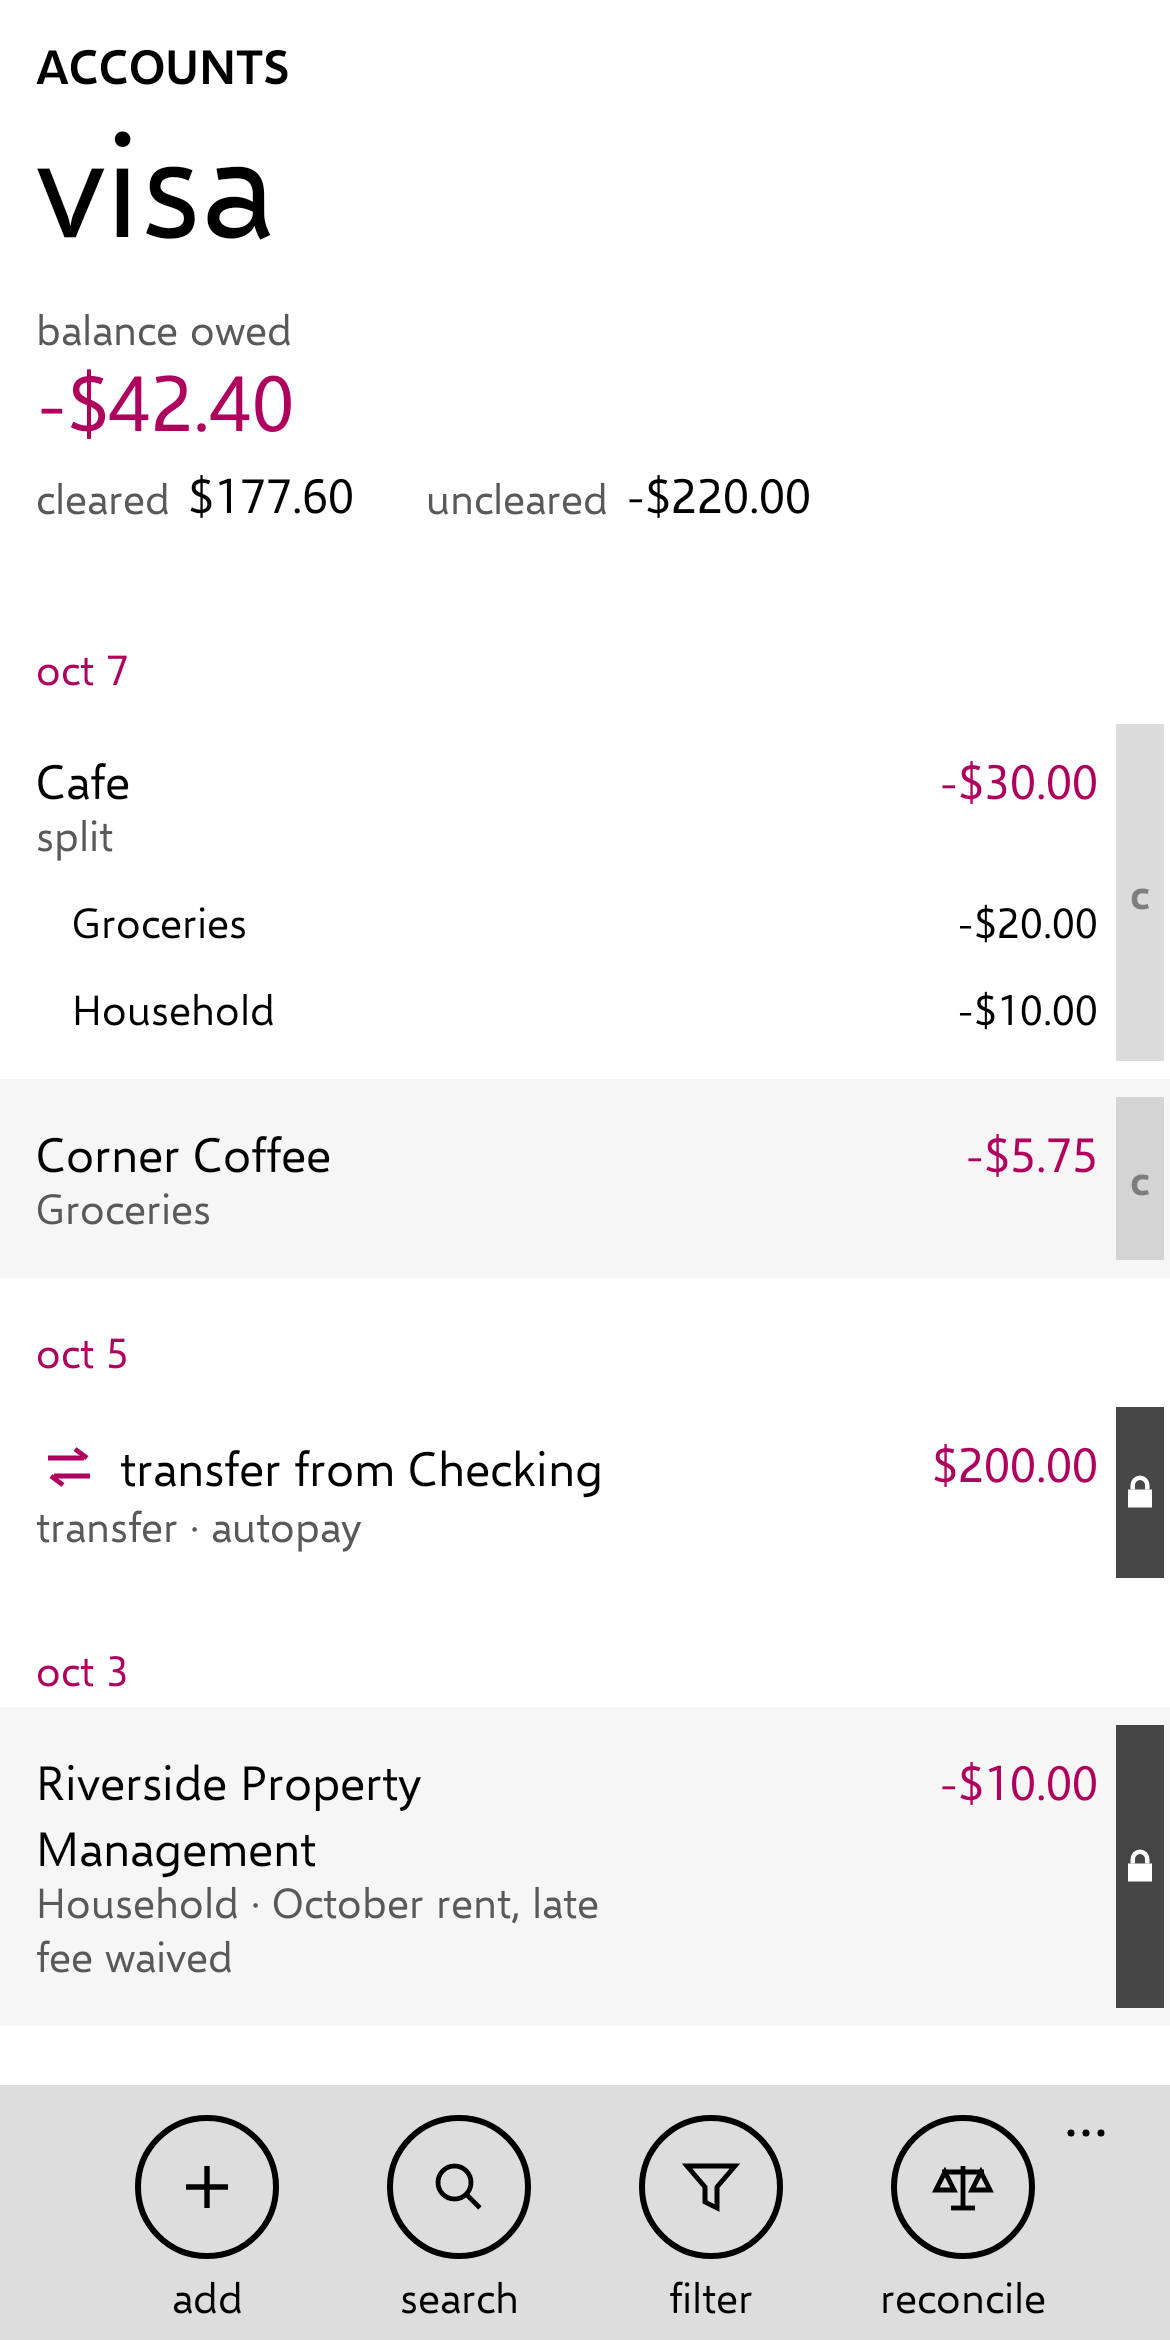 ACCOUNTS
visa
balance owed
-$42.40
cleared $177.60 uncleared -$220.00
oct 7
Cafe -$30.00
split
c
Groceries -$20.00
Household -$10.00
Corner Coffee -$5.75
c
Groceries
oct 5
transfer from Checking $200.00
transfer · autopay
oct 3
Riverside Property -$10.00
Management
Household · October rent, late
fee waived
add search filter reconcile